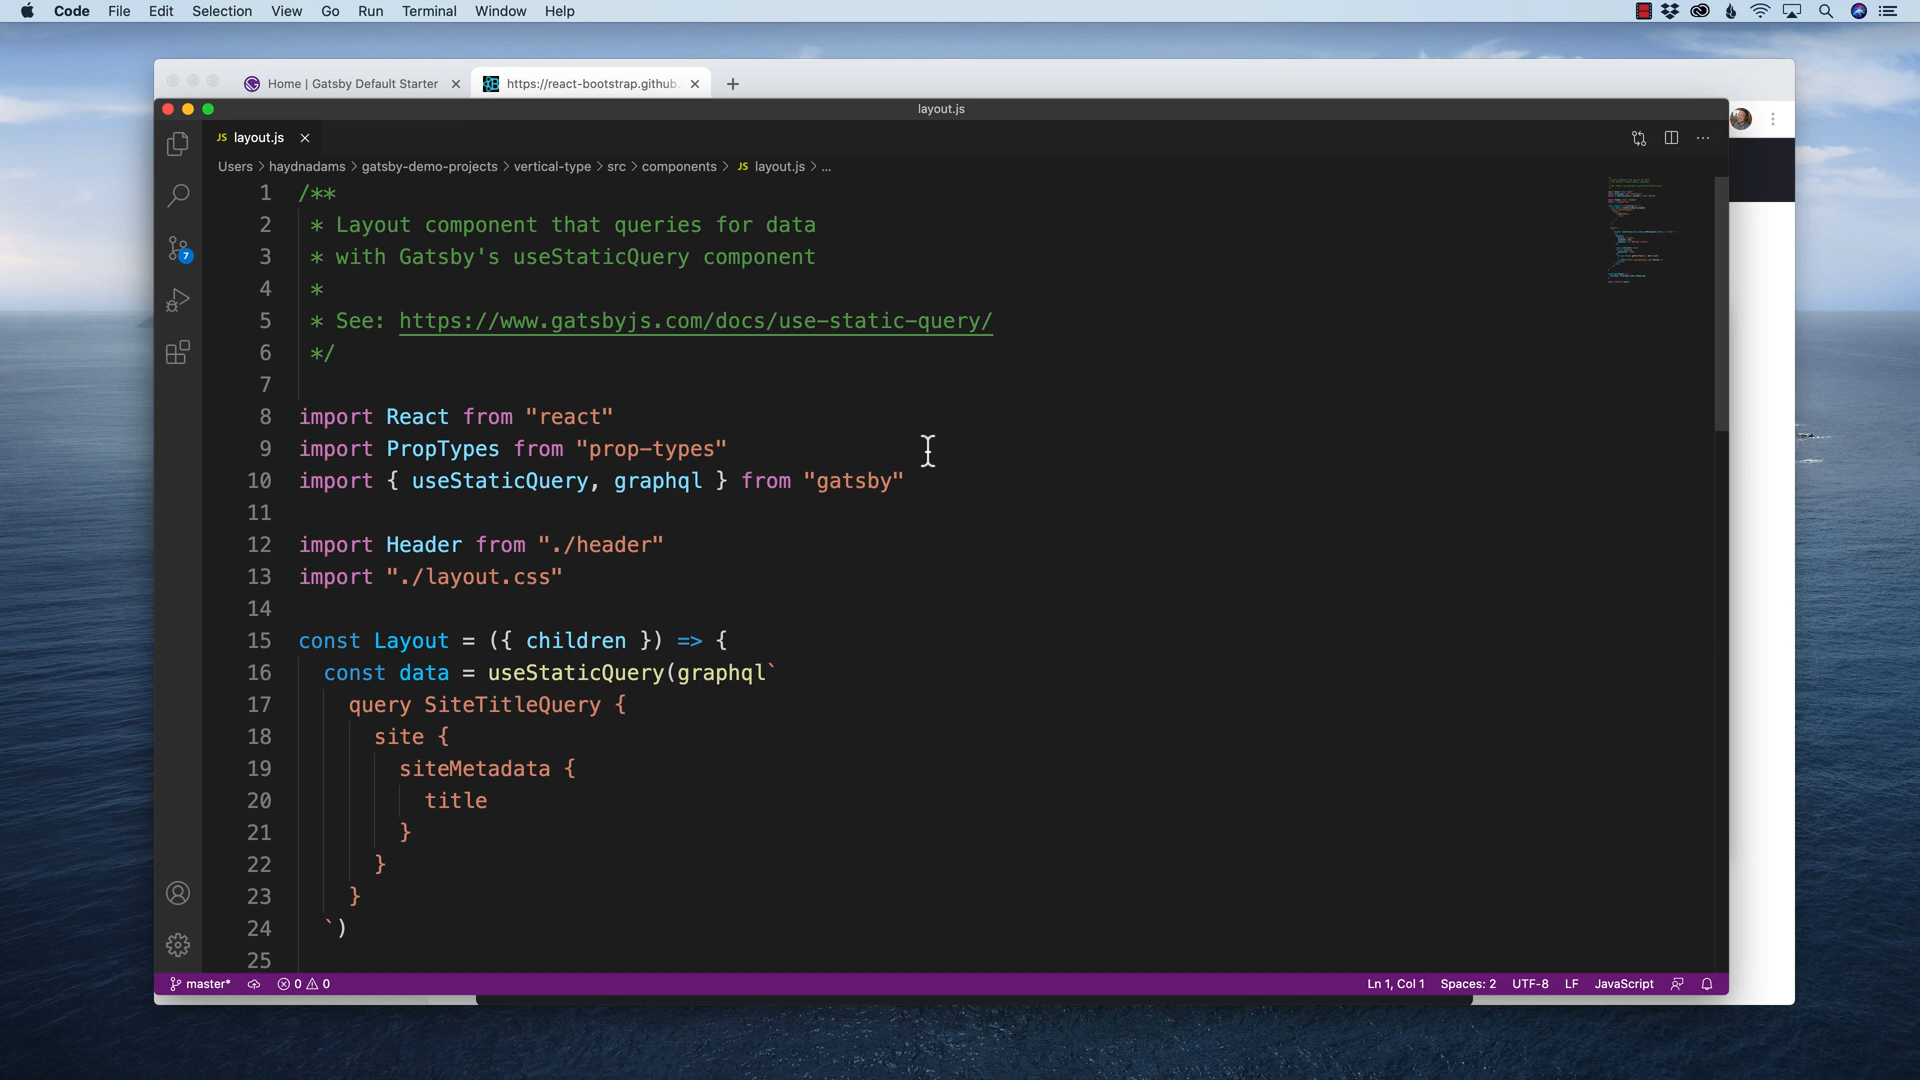 Code File Edit Selection View Go Run Terminal Window Help
Home | Gatsby Default Starter
https://react-bootstrap.github.
layout.js
JS layout.js
Users > haydnadams > gatsby-demo-projects > vertical-type > src > components > JS layout.js > ...
7
1 /**
2 * Layout component that queries for data
3 * with Gatsby's useStaticQuery component
4 *
5 * See: https://www.gatsbyjs.com/docs/use-static-query/
6 */
7
8 import React from "react"
9 import PropTypes from "prop-types"
10 import { useStaticQuery, graphql } from "gatsby"
11
12 import Header from "./header"
13 import "./layout.css"
14
15 const Layout = ({ children }) => {
16 const data = useStaticQuery(graphql`
17 query SiteTitleQuery {
18 site {
19 siteMetadata {
20 title
21 }
22 }
23 }
24 `)
25
master* 0 0 Ln 1, Col 1 Spaces: 2 UTF-8 LF JavaScript